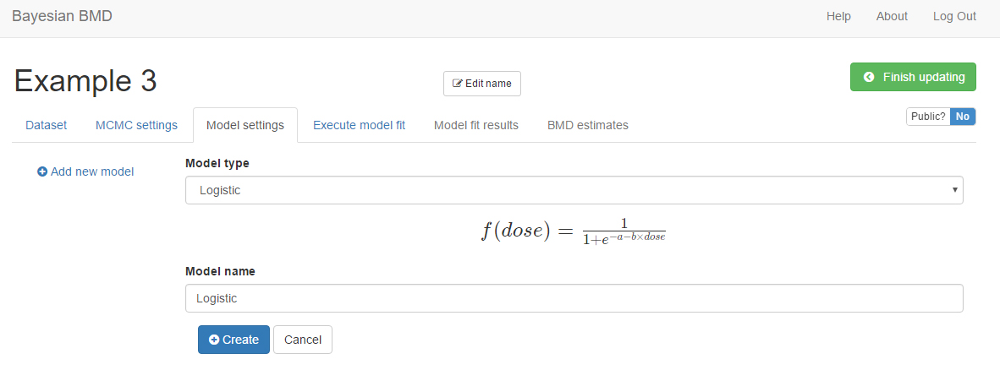 Bayesian BMD Help About Log Out
Example 3 Edit name Finish updating
Dataset MCMC settings Model settings Execute model fit Model fit results BMD estimates Public? No
Add new model
Model type
Logistic
f(dose) = 1/(1+e^{-a-b×dose})
Model name
Logistic
Create Cancel